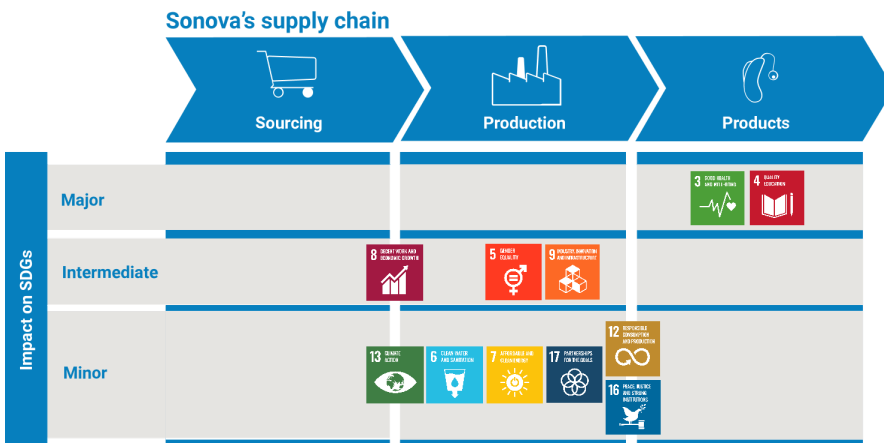 Sonova's supply chain
Sourcing
Production
Products
Impact on SDGs
Major
3 GOOD HEALTH
AND WELL-BEING
4 QUALITY
EDUCATION
Intermediate
8 DECENT WORK AND
ECONOMIC GROWTH
5 GENDER
EQUALITY
9 INDUSTRY, INNOVATION
AND INFRASTRUCTURE
Minor
13 CLIMATE
ACTION
6 CLEAN WATER
AND SANITATION
7 AFFORDABLE AND
CLEAN ENERGY
17 PARTNERSHIPS
FOR THE GOALS
12 RESPONSIBLE
CONSUMPTION
AND PRODUCTION
16 PEACE, JUSTICE
AND STRONG
INSTITUTIONS